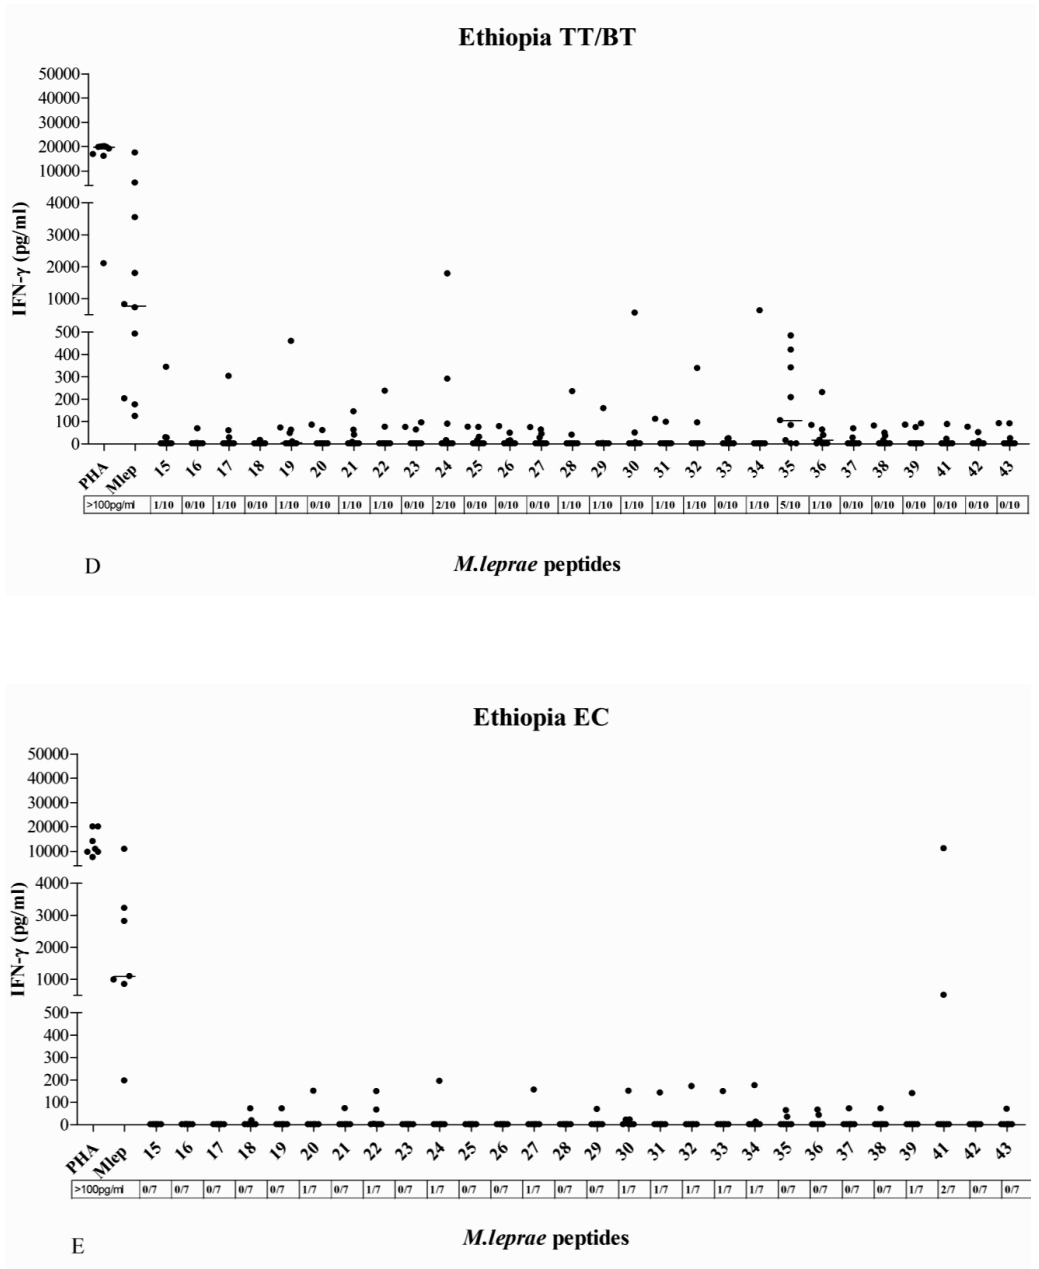 Ethiopia TT/BT
50000
40000
30000
20000
10000
4000
3000
2000
1000
500
400
300
200
100
0
IFN-γ (pg/ml)
PHA Mlep 15 16 17 18 19 20 21 22 23 24 25 26 27 28 29 30 31 32 33 34 35 36 37 38 39 41 42 43
>100pg/ml 1/10 0/10 1/10 0/10 1/10 0/10 1/10 1/10 0/10 2/10 0/10 0/10 0/10 1/10 1/10 1/10 1/10 1/10 0/10 1/10 5/10 1/10 0/10 0/10 0/10 0/10 0/10 0/10
D
M.leprae peptides
Ethiopia EC
50000
40000
30000
20000
10000
4000
3000
2000
1000
500
400
300
200
100
0
IFN-γ (pg/ml)
PHA Mlep 15 16 17 18 19 20 21 22 23 24 25 26 27 28 29 30 31 32 33 34 35 36 37 38 39 41 42 43
>100pg/ml 0/7 0/7 0/7 0/7 0/7 1/7 0/7 1/7 0/7 1/7 0/7 0/7 1/7 0/7 0/7 1/7 1/7 1/7 1/7 1/7 0/7 0/7 0/7 0/7 1/7 2/7 0/7 0/7
E
M.leprae peptides